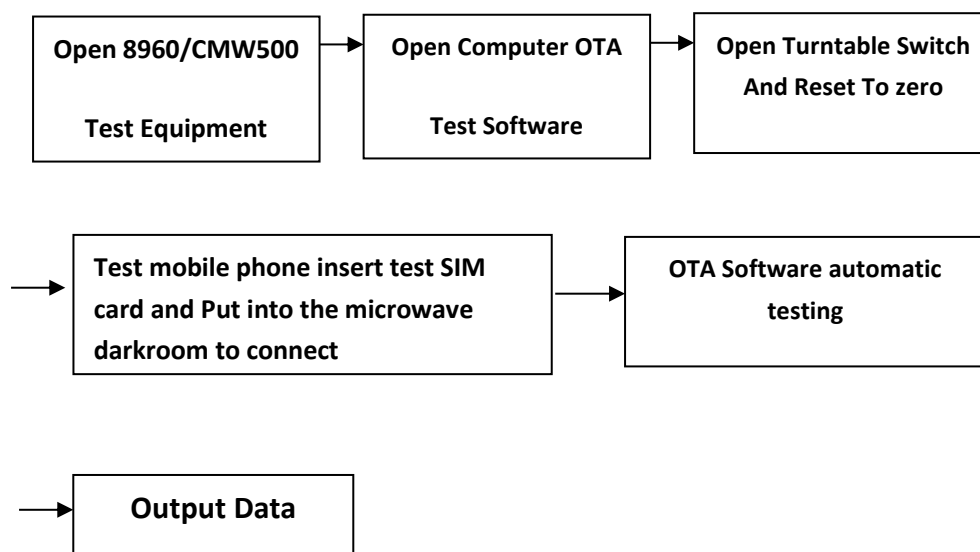 Open 8960/CMW500
Test Equipment
Open Computer OTA
Test Software
Open Turntable Switch
And Reset To zero
Test mobile phone insert test SIM
card and Put into the microwave
darkroom to connect
OTA Software automatic
testing
Output Data